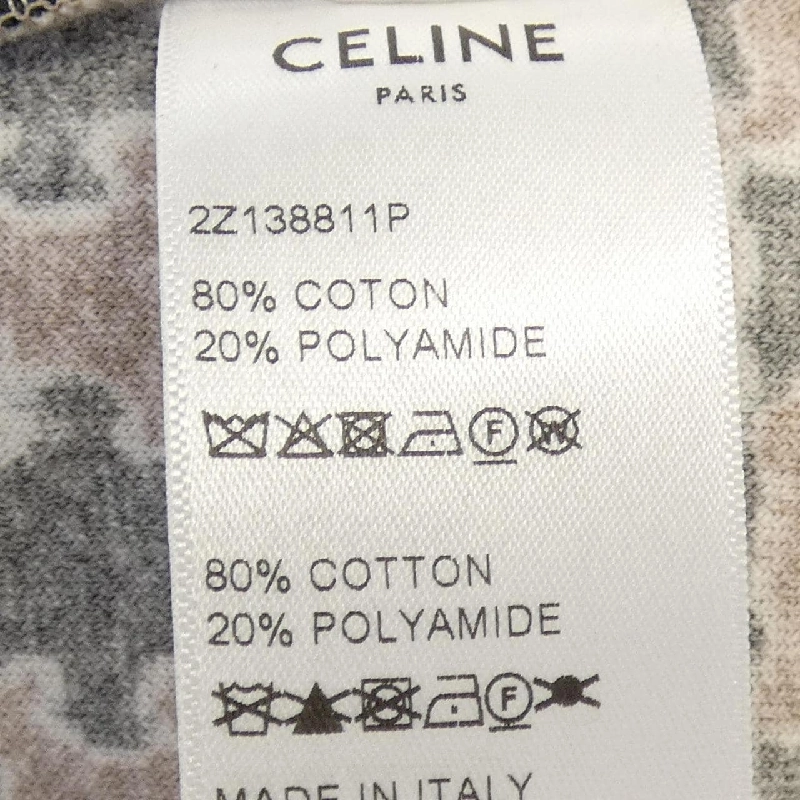 CELINE
PARIS
2Z138811P
80% COTON
20% POLYAMIDE
F W
80% COTTON
20% POLYAMIDE
F
MADE IN ITALY